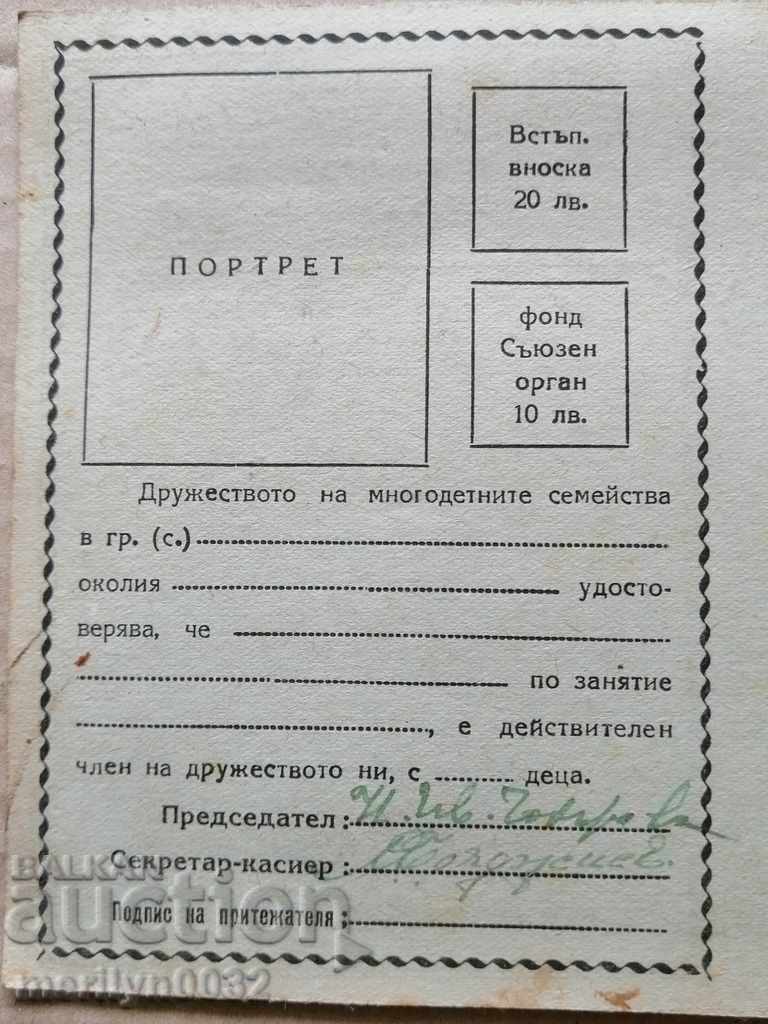 ПОРТРЕТ
Встъп.
вноска
20 лв.
фонд
Съюзен
орган
10 лв.
Дружеството на многодетните семейства
в гр. (с.)
околия удосто-
верява, че
по занятие
, е действителен
член на дружеството ни, с деца.
Председател:
Секретар-касиер:
Подпис на притежателя:
BALKAN
auction
merilyn0032